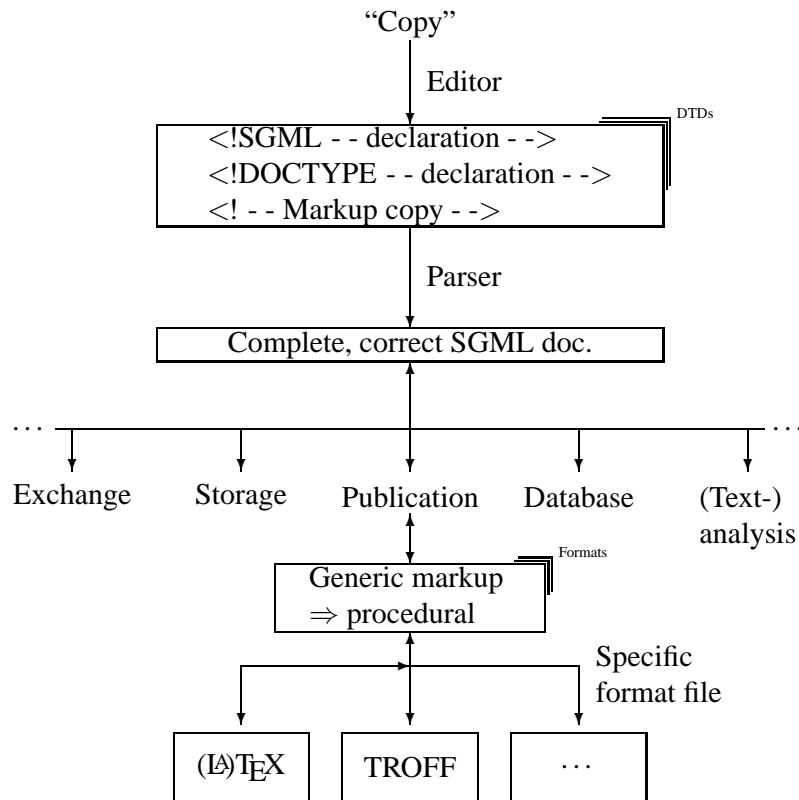 “Copy”
Editor
DTDs
<!SGML - - declaration - ->
<!DOCTYPE - - declaration - ->
<! - - Markup copy - ->
Parser
Complete, correct SGML doc.
· · · · · ·
Exchange Storage Publication Database (Text-)
analysis
Formats
Generic markup
⇒ procedural
Specific
format file
(LA)TEX TROFF · · ·